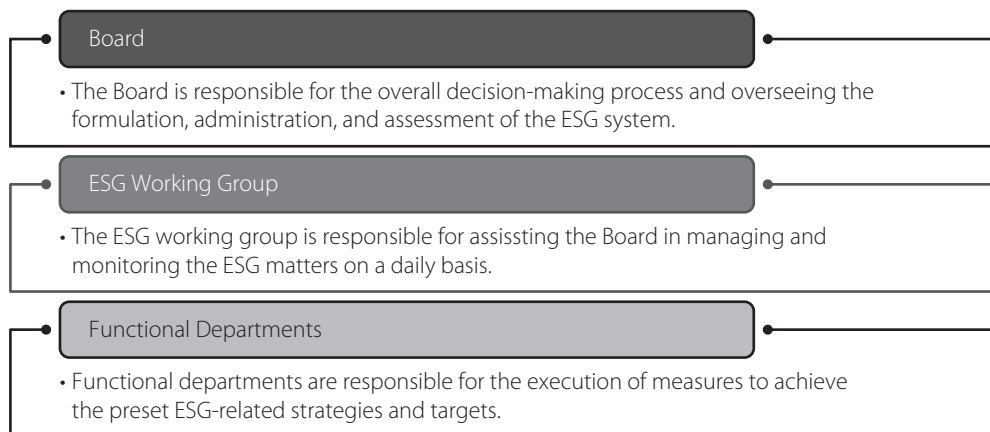 Board
• The Board is responsible for the overall decision-making process and overseeing the
formulation, administration, and assessment of the ESG system.
ESG Working Group
• The ESG working group is responsible for assissting the Board in managing and
monitoring the ESG matters on a daily basis.
Functional Departments
• Functional departments are responsible for the execution of measures to achieve
the preset ESG-related strategies and targets.